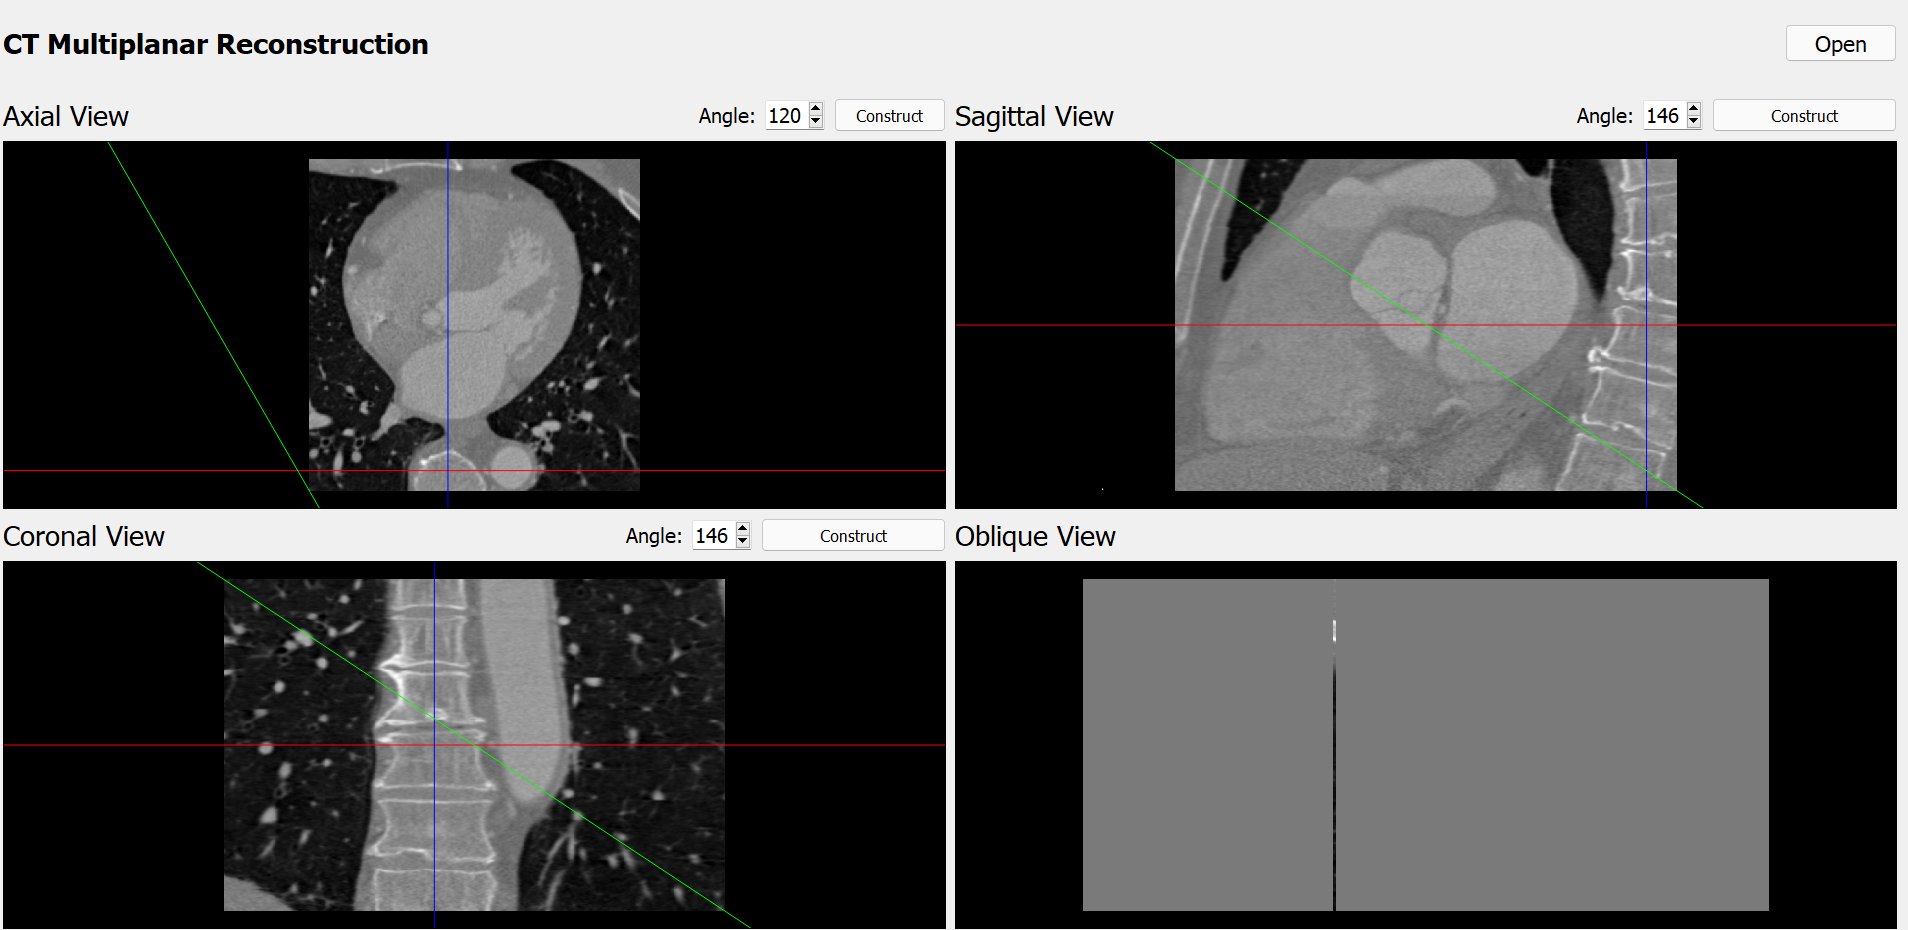 CT Multiplanar Reconstruction
Open
Axial View
Angle: 120
Construct
Sagittal View
Angle: 146
Construct
Coronal View
Angle: 146
Construct
Oblique View